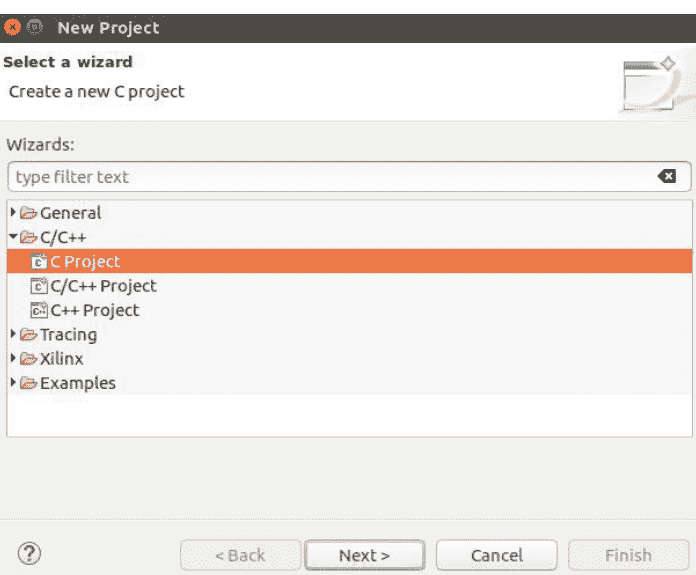 New Project
Select a wizard
Create a new C project
Wizards:
type filter text
General
C/C++
C Project
C/C++ Project
C++ Project
Tracing
Xilinx
Examples
< Back Next > Cancel Finish